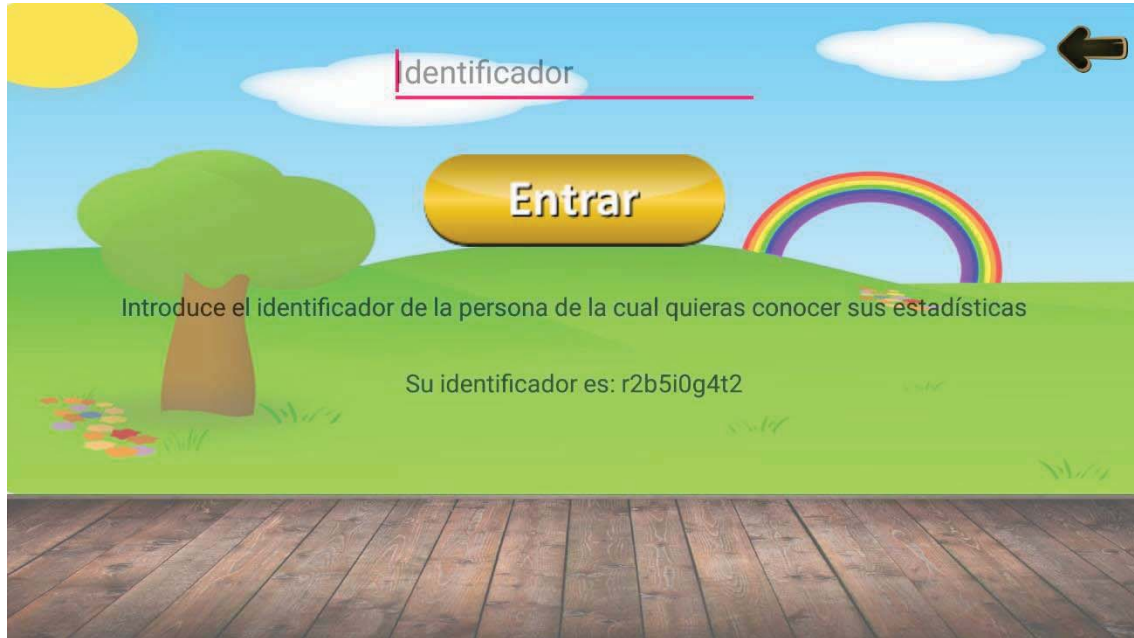 Identificador
Entrar
Introduce el identificador de la persona de la cual quieras conocer sus estadísticas
Su identificador es: r2b5i0g4t2